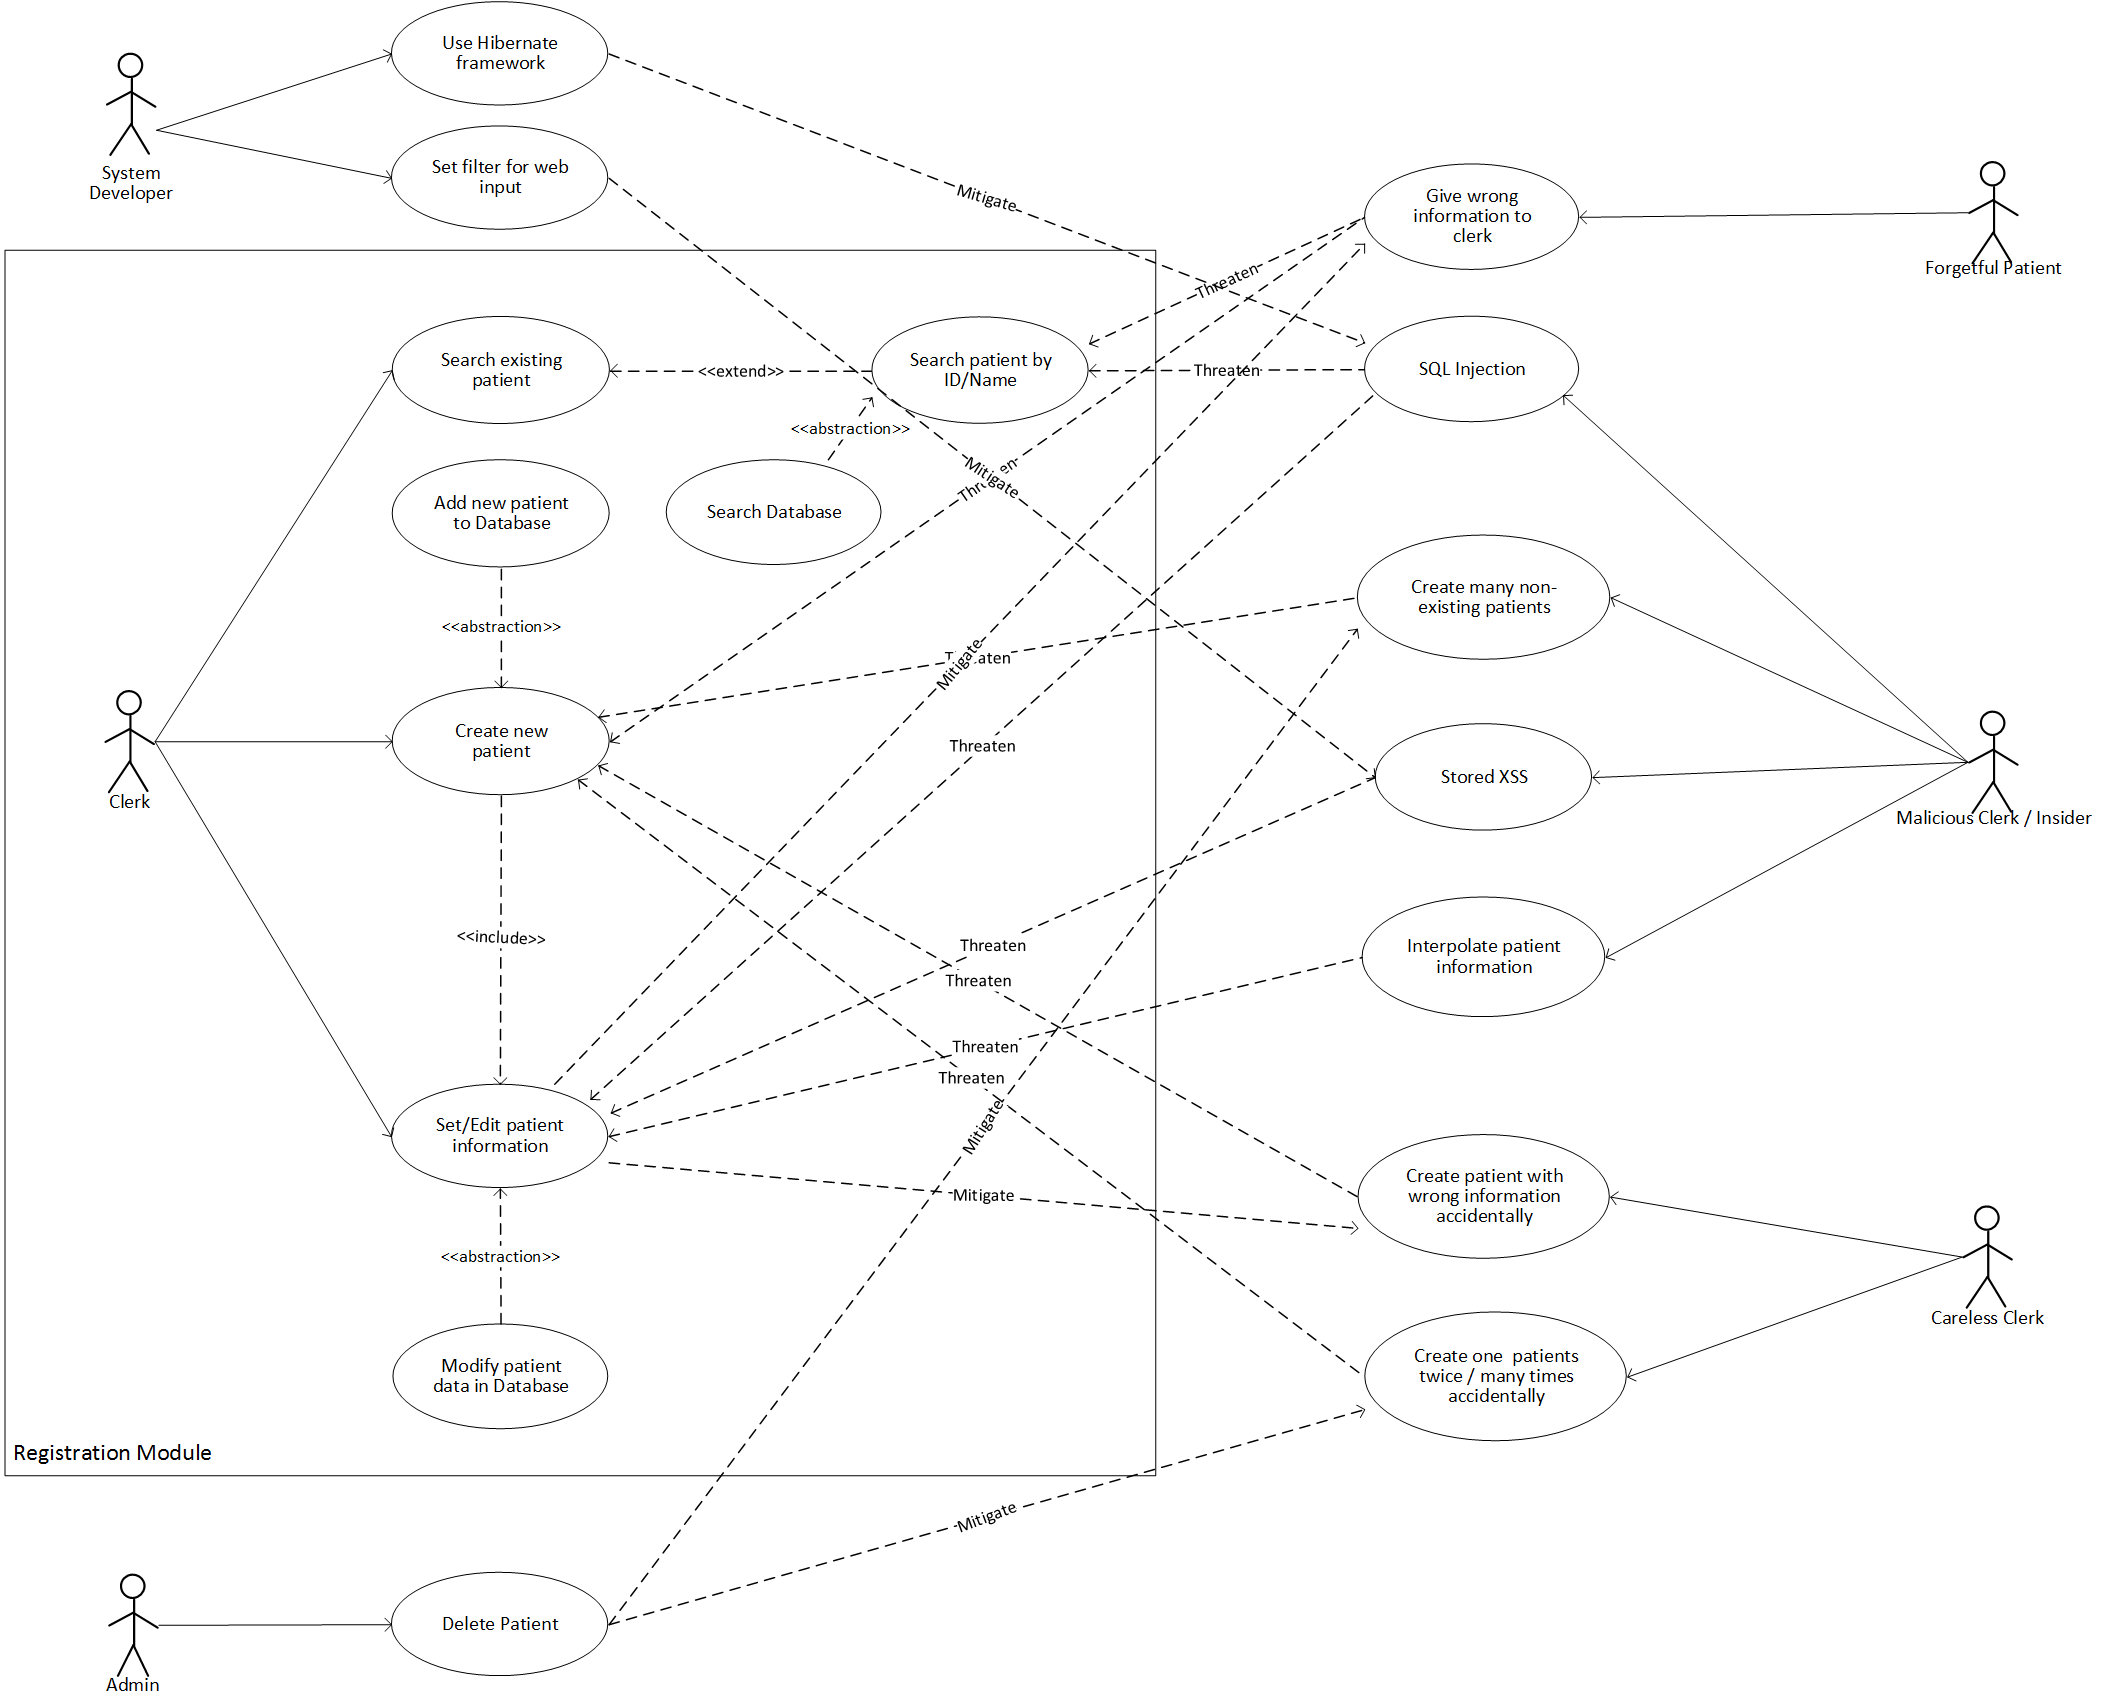 Use Hibernate
framework
System
Developer
Set filter for web
input
Mitigate
Give wrong
information to
clerk
Forgetful Patient
Threaten
Search existing
patient
<<extend>>
Search patient by
ID/Name
Threaten
SQL Injection
<<abstraction>>
Add new patient
to Database
Search Database
Mitigate
Threaten
Create many non-
existing patients
<<abstraction>>
Threaten
Mitigate
Create new
patient
Threaten
Stored XSS
Clerk
Malicious Clerk / Insider
<<include>>
Threaten
Interpolate patient
information
Threaten
Threaten
Threaten
Mitigate
Set/Edit patient
information
Mitigate
Create patient with
wrong information
accidentally
<<abstraction>>
Careless Clerk
Modify patient
data in Database
Create one  patients
twice / many times
accidentally
Registration Module
Mitigate
Delete Patient
Admin